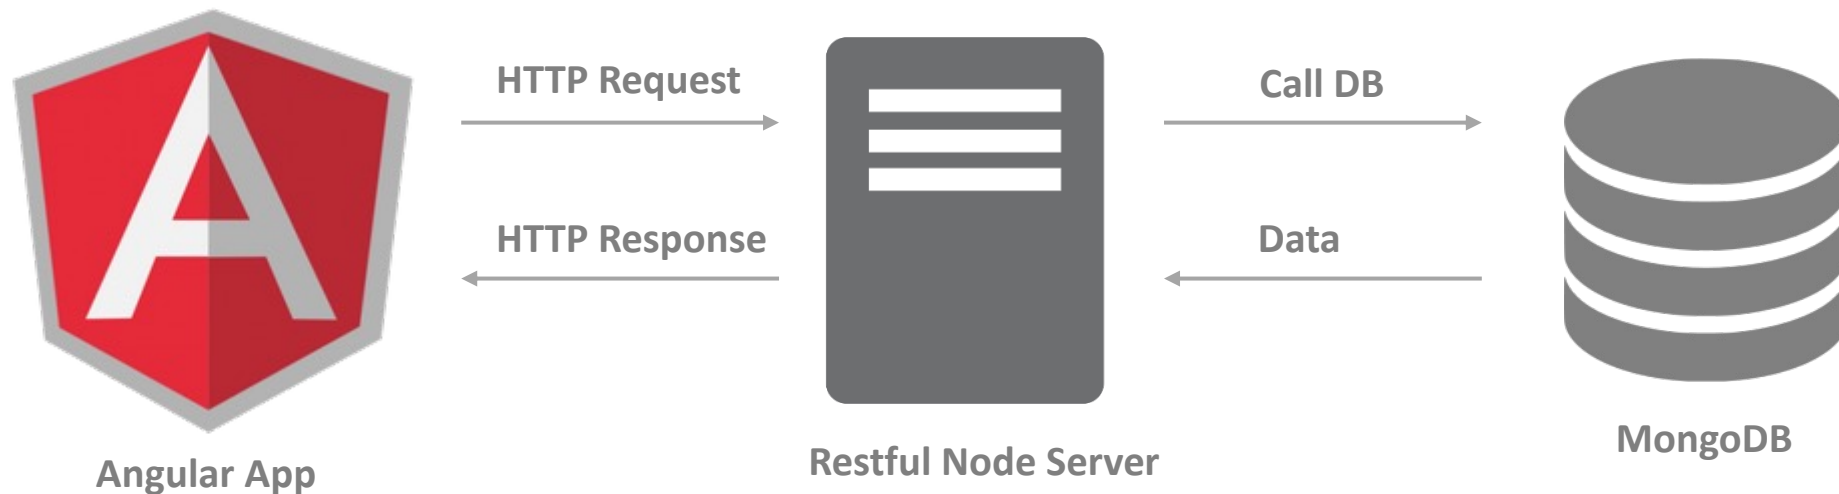 HTTP Request
Call DB
HTTP Response
Data
Angular App
Restful Node Server
MongoDB